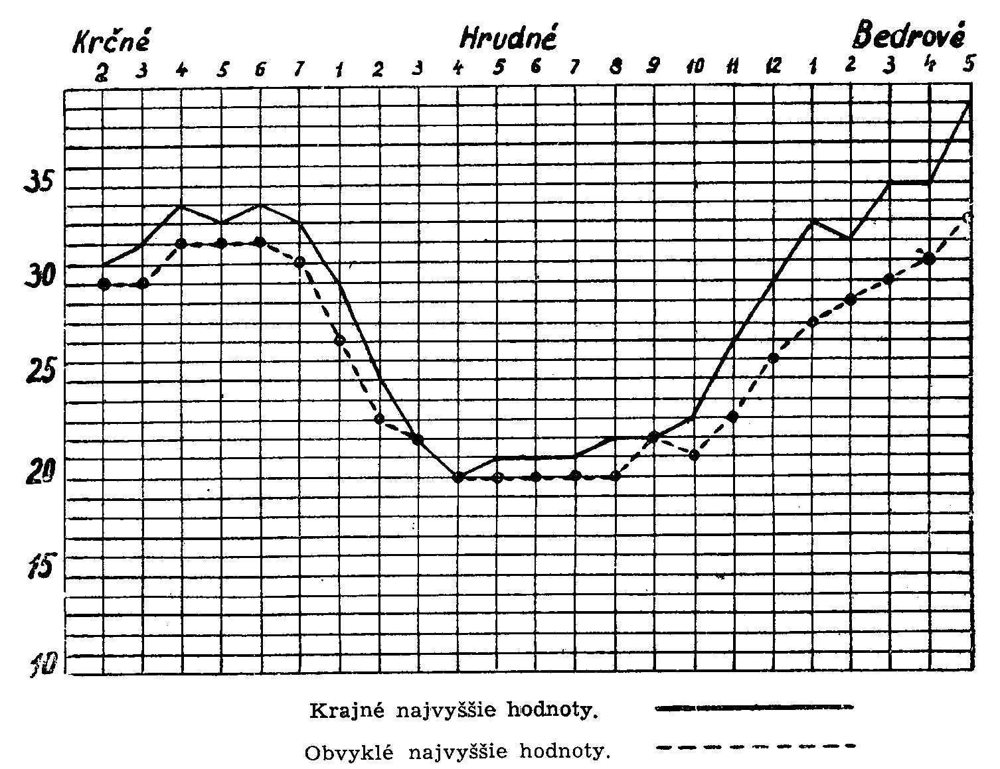 Krčné Hrudné Bedrové
2 3 4 5 6 7 1 2 3 4 5 6 7 8 9 10 11 12 1 2 3 4 5
35
30
25
20
15
10
Krajné najvyššie hodnoty.
Obvyklé najvyššie hodnoty.